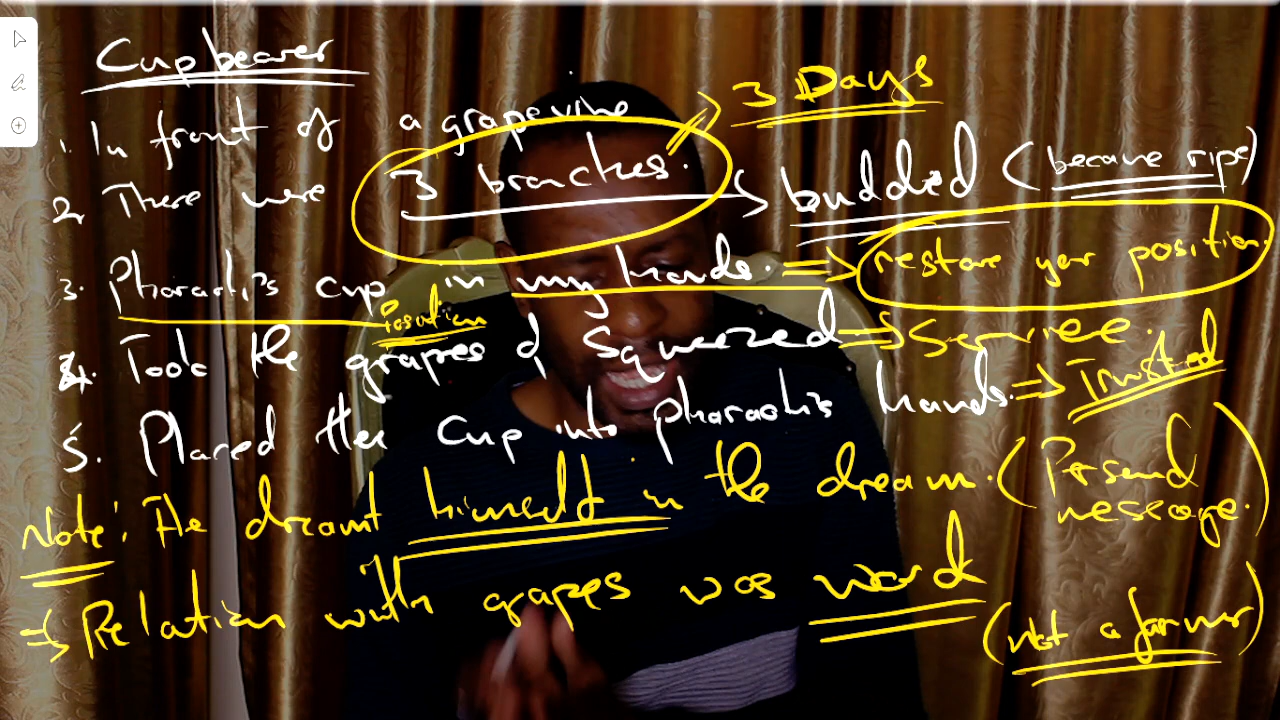 Cupbearer
1. In front of a grapevine
2. There were 3 branches. budded (became ripe)
3 Days
3. Pharaoh's cup in my hands. ⇒ restore your position.
Position
4. Took the grapes & squeezed ⇒ Service.
5. Placed the cup into pharaoh's hands. ⇒ Trusted
Note: He dreamt himself in the dream. (Personal message.)
⇒ Relation with grapes was work (not a farmer)